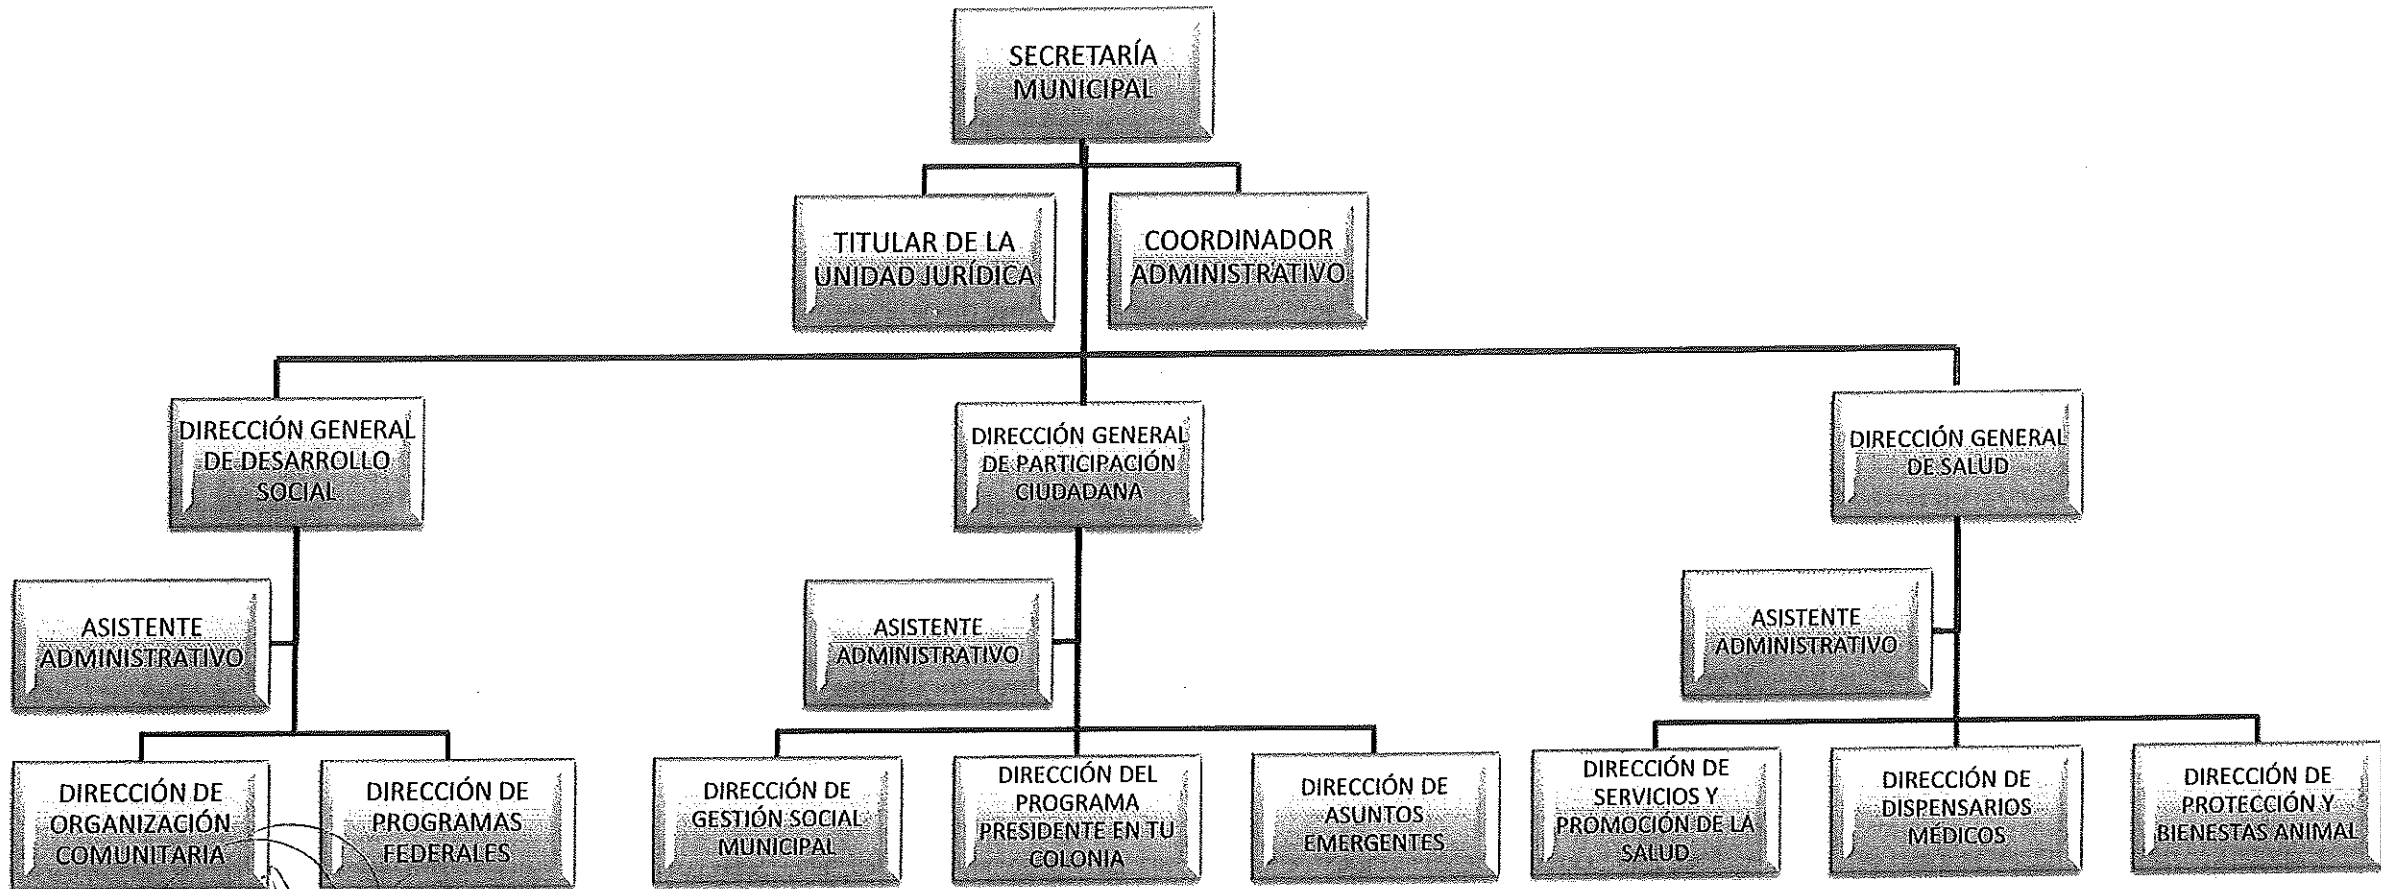 SECRETARÍA
MUNICIPAL
TITULAR DE LA
UNIDAD JURÍDICA
COORDINADOR
ADMINISTRATIVO
DIRECCIÓN GENERAL
DE DESARROLLO
SOCIAL
DIRECCIÓN GENERAL
DE PARTICIPACIÓN
CIUDADANA
DIRECCIÓN GENERAL
DE SALUD
ASISTENTE
ADMINISTRATIVO
ASISTENTE
ADMINISTRATIVO
ASISTENTE
ADMINISTRATIVO
DIRECCIÓN DE
ORGANIZACIÓN
COMUNITARIA
DIRECCIÓN DE
PROGRAMAS
FEDERALES
DIRECCIÓN DE
GESTIÓN SOCIAL
MUNICIPAL
DIRECCIÓN DEL
PROGRAMA
PRESIDENTE EN TU
COLONIA
DIRECCIÓN DE
ASUNTOS
EMERGENTES
DIRECCIÓN DE
SERVICIOS Y
PROMOCIÓN DE LA
SALUD
DIRECCIÓN DE
DISPENSARIOS
MÉDICOS
DIRECCIÓN DE
PROTECCIÓN Y
BIENESTAS ANIMAL